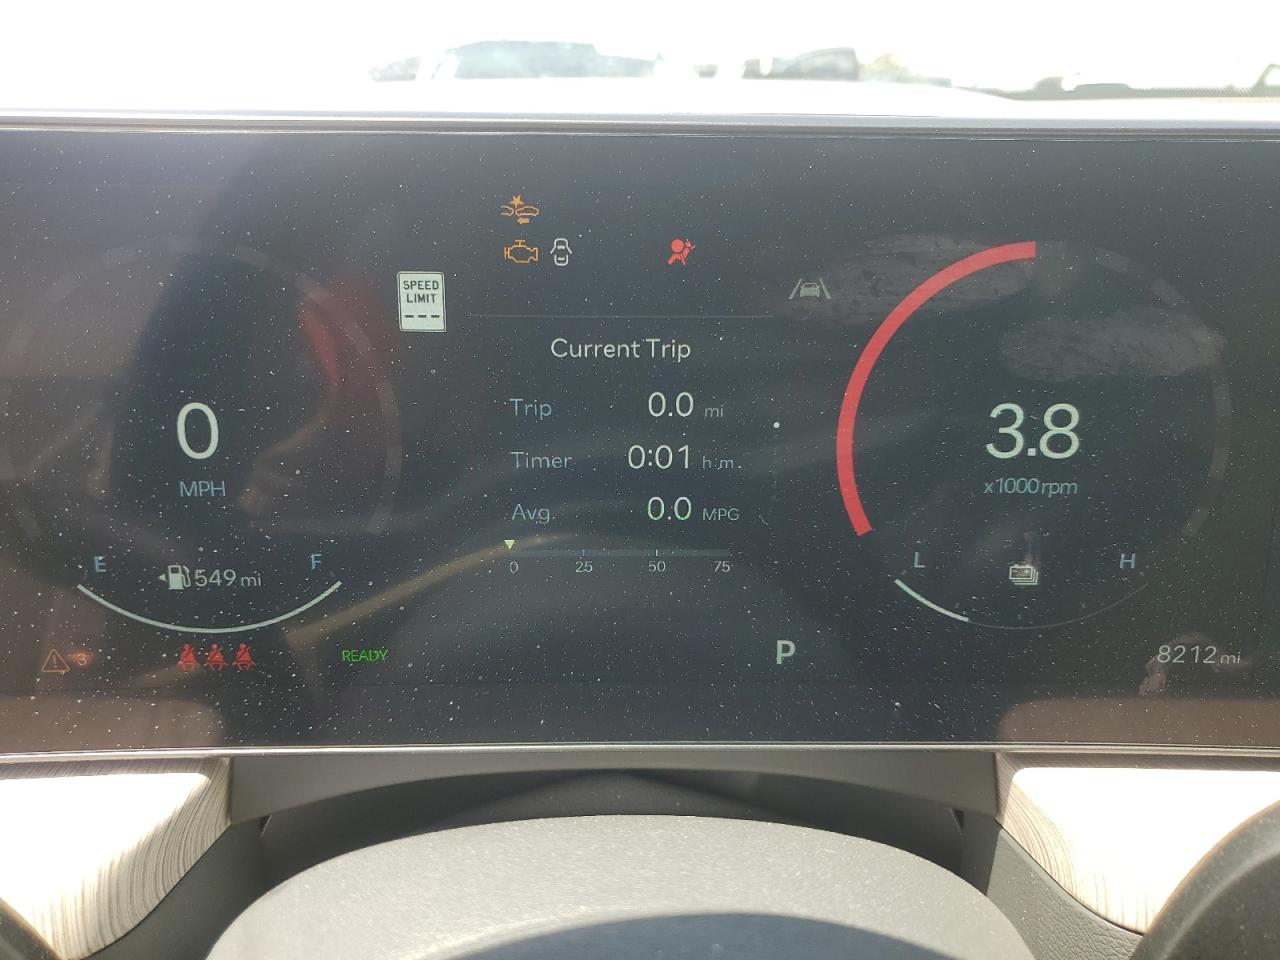 SPEED
LIMIT
---
Current Trip
Trip 0.0 mi
Timer 0:01 h:m
Avg. 0.0 MPG
0 25 50 75
0
MPH
E F
549 mi
3.8
x1000rpm
L H
3
READY
P
8212 mi